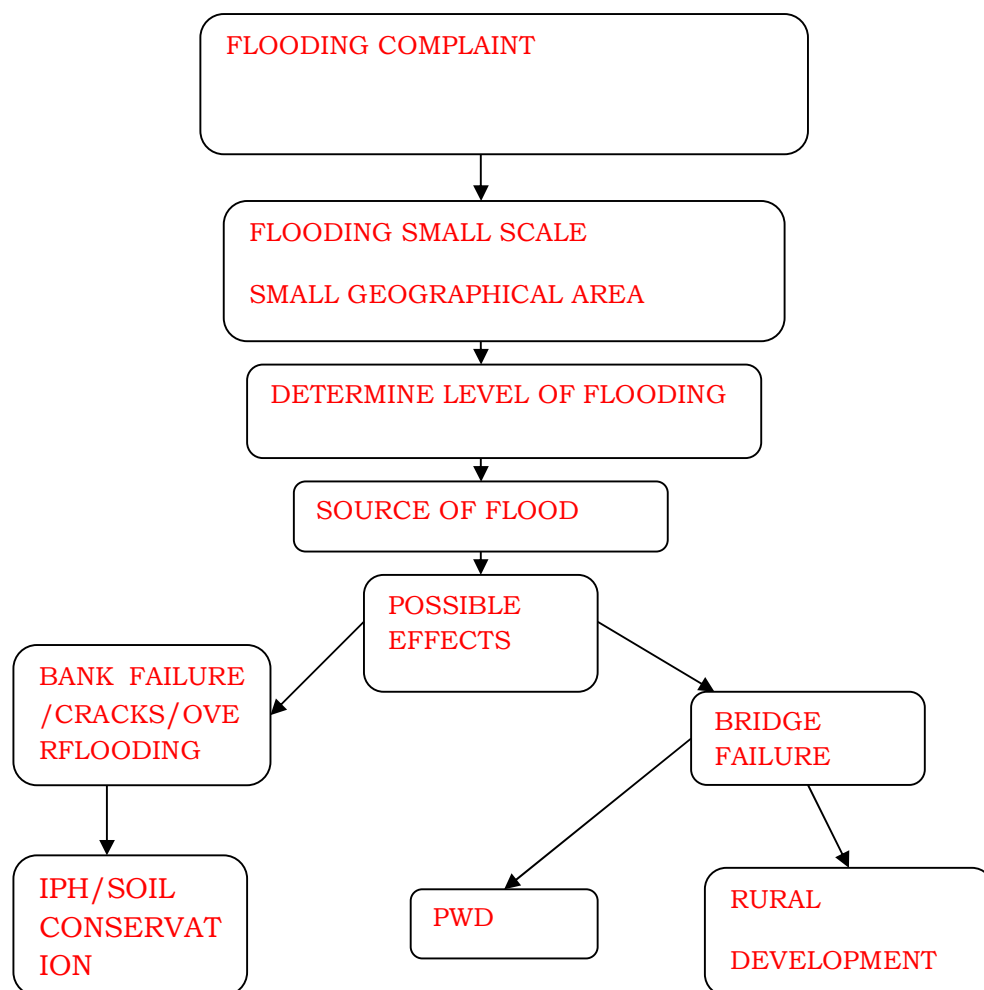 FLOODING COMPLAINT
FLOODING SMALL SCALE
SMALL GEOGRAPHICAL AREA
DETERMINE LEVEL OF FLOODING
SOURCE OF FLOOD
POSSIBLE
EFFECTS
BANK FAILURE
/CRACKS/OVE
RFLOODING
BRIDGE
FAILURE
IPH/SOIL
CONSERVAT
ION
PWD
RURAL
DEVELOPMENT